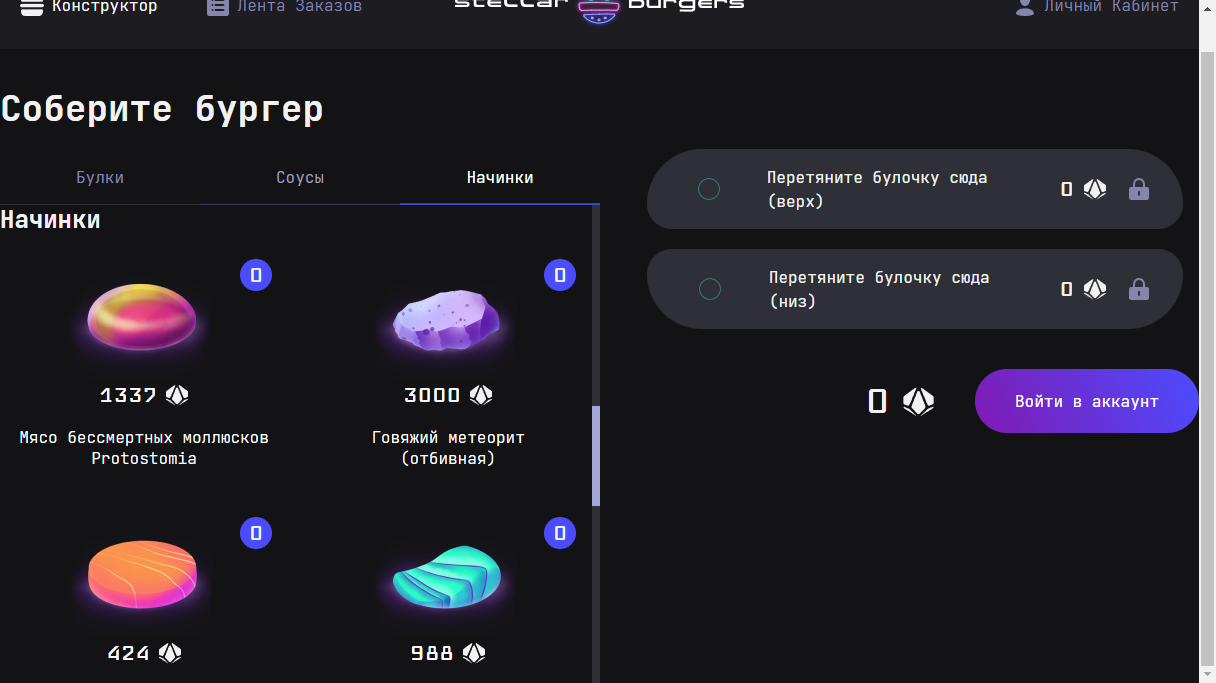 Конструктор
Лента Заказов
stellar burgers
Личный Кабинет
Соберите бургер
Булки
Соусы
Начинки
Начинки
0
0
1337
3000
Мясо бессмертных моллюсков
Protostomia
Говяжий метеорит
(отбивная)
0
0
424
988
Перетяните булочку сюда
(верх)
0
Перетяните булочку сюда
(низ)
0
0
Войти в аккаунт